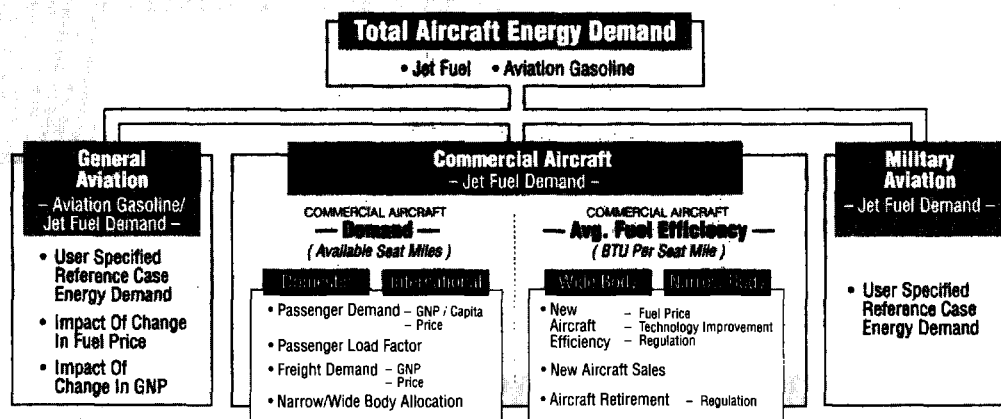 Total Aircraft Energy Demand
• Jet Fuel • Aviation Gasoline
General
Aviation
– Aviation Gasoline/
Jet Fuel Demand –
• User Specified
Reference Case
Energy Demand
• Impact Of Change
In Fuel Price
• Impact Of
Change In GNP
Commercial Aircraft
– Jet Fuel Demand –
COMMERCIAL AIRCRAFT
— Demand —
( Available Seat Miles )
Domestic
International
• Passenger Demand – GNP / Capita
– Price
• Passenger Load Factor
• Freight Demand – GNP
– Price
• Narrow/Wide Body Allocation
COMMERCIAL AIRCRAFT
— Avg. Fuel Efficiency —
( BTU Per Seat Mile )
Wide Body
Narrow Body
• New – Fuel Price
Aircraft – Technology Improvement
Efficiency – Regulation
• New Aircraft Sales
• Aircraft Retirement – Regulation
Military
Aviation
– Jet Fuel Demand –
• User Specified
Reference Case
Energy Demand